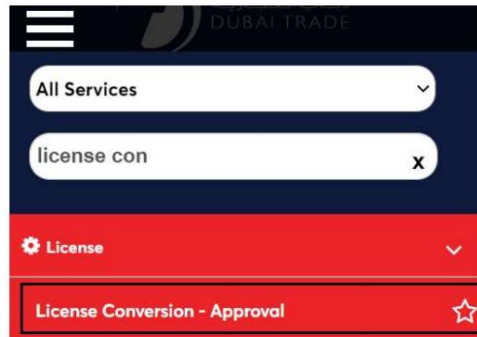 DUBAI TRADE
All Services
license con
x
License
License Conversion - Approval